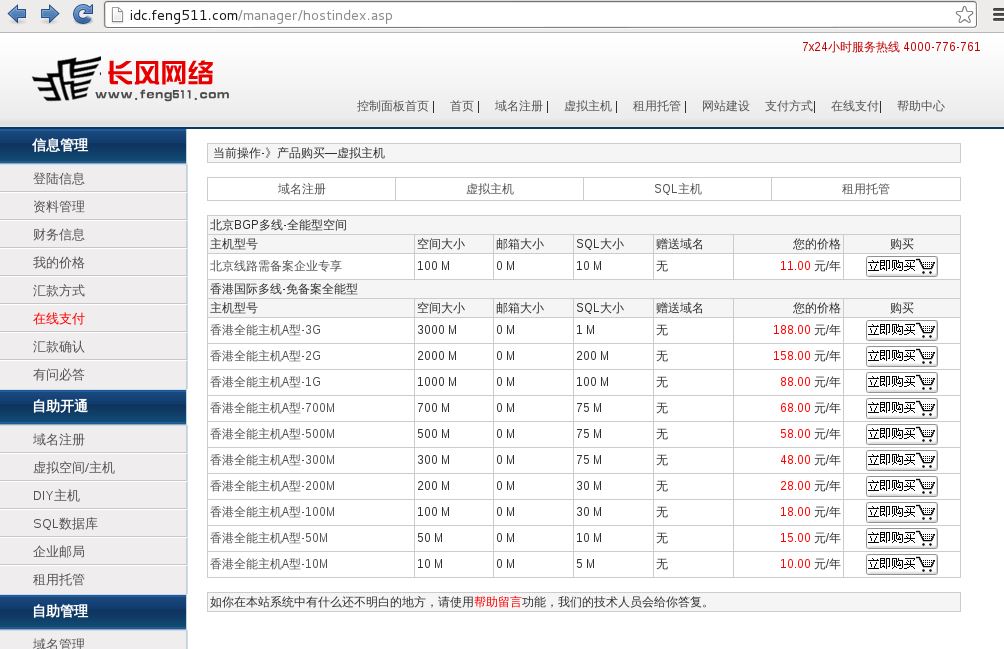 idc.feng511.com/manager/hostindex.asp
7x24小时服务热线 4000-776-761
长风网络
www.feng511.com
控制面板首页 | 首页 | 域名注册 | 虚拟主机 | 租用托管 | 网站建设 支付方式| 在线支付| 帮助中心
信息管理
登陆信息
资料管理
财务信息
我的价格
汇款方式
在线支付
汇款确认
有问必答
自助开通
域名注册
虚拟空间/主机
DIY主机
SQL数据库
企业邮局
租用托管
自助管理
域名管理
当前操作-》产品购买—虚拟主机
域名注册 虚拟主机 SQL主机 租用托管
北京BGP多线-全能型空间
主机型号 空间大小 邮箱大小 SQL大小 赠送域名 您的价格 购买
北京线路需备案企业专享 100 M 0 M 10 M 无 11.00 元/年 立即购买
香港国际多线-免备案全能型
主机型号 空间大小 邮箱大小 SQL大小 赠送域名 您的价格 购买
香港全能主机A型-3G 3000 M 0 M 1 M 无 188.00 元/年 立即购买
香港全能主机A型-2G 2000 M 0 M 200 M 无 158.00 元/年 立即购买
香港全能主机A型-1G 1000 M 0 M 100 M 无 88.00 元/年 立即购买
香港全能主机A型-700M 700 M 0 M 75 M 无 68.00 元/年 立即购买
香港全能主机A型-500M 500 M 0 M 75 M 无 58.00 元/年 立即购买
香港全能主机A型-300M 300 M 0 M 75 M 无 48.00 元/年 立即购买
香港全能主机A型-200M 200 M 0 M 30 M 无 28.00 元/年 立即购买
香港全能主机A型-100M 100 M 0 M 30 M 无 18.00 元/年 立即购买
香港全能主机A型-50M 50 M 0 M 10 M 无 15.00 元/年 立即购买
香港全能主机A型-10M 10 M 0 M 5 M 无 10.00 元/年 立即购买
如你在本站系统中有什么还不明白的地方，请使用帮助留言功能，我们的技术人员会给你答复。